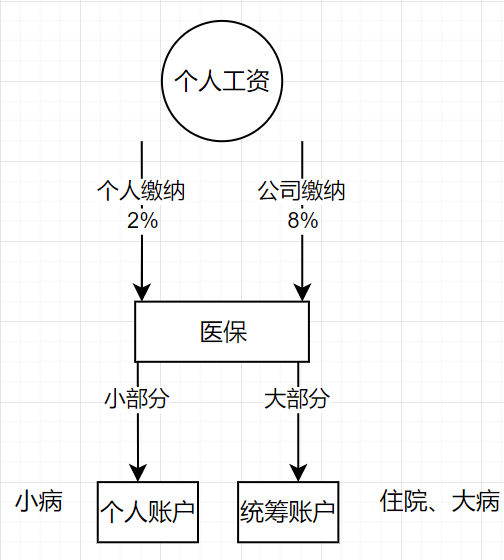 个人工资
个人缴纳
2%
公司缴纳
8%
医保
小部分
大部分
小病
个人账户
统筹账户
住院、大病